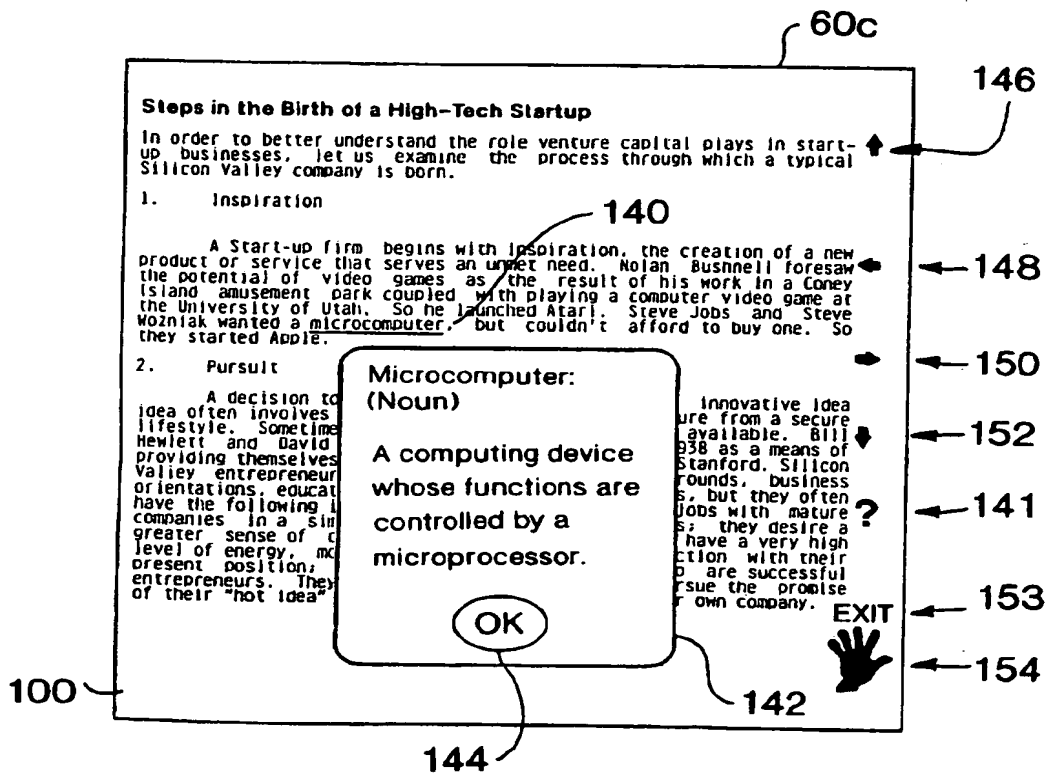 60c
146
Steps in the Birth of a High-Tech Startup
In order to better understand the role venture capital plays in start-
up businesses, let us examine the process through which a typical
Silicon Valley company is born.
1. Inspiration
140
A Start-up firm begins with inspiration, the creation of a new
product or service that serves an unmet need. Nolan Bushnell foresaw
148
the potential of video games as the result of his work in a Coney
Island amusement park coupled with playing a computer video game at
the University of Utah. So he launched Atari. Steve Jobs and Steve
Wozniak wanted a microcomputer, but couldn't afford to buy one. So
they started Apple.
150
2. Pursuit
A decision to innovative idea
idea often involves ure from a secure
lifestyle. Sometime available. Bill
152
Hewlett and David 938 as a means of
providing themselves Stanford. Silicon
Valley entrepreneur rounds, business
orientations, educat s, but they often
have the following i jobs with mature
?
141
companies in a sim s; they desire a
greater sense of c have a very high
level of energy, mo ction with their
present position; o are successful
entrepreneurs. They rsue the promise
of their "hot idea" r own company.
Microcomputer:
(Noun)
A computing device
whose functions are
controlled by a
microprocessor.
OK
EXIT
153
154
100
142
144